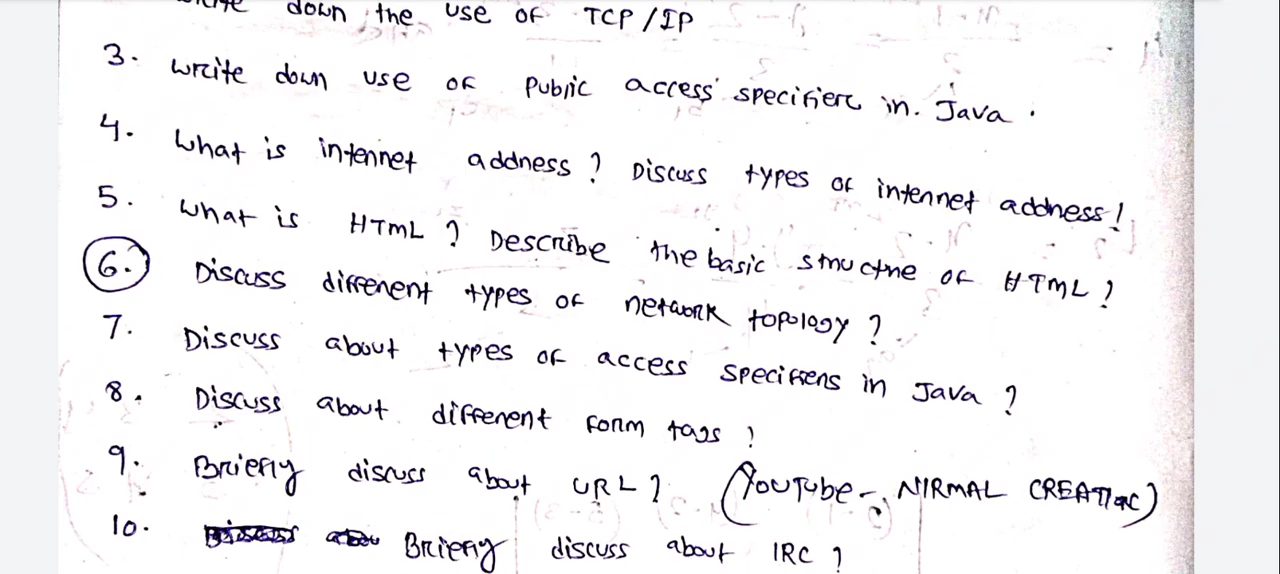 down the use of TCP/IP
3. write down use of public access specifier in Java.
4. What is internet address? Discuss types of internet address!
5. What is HTML? Describe the basic structne of HTML?
6. Discuss different types of network topology?
7. Discuss about types of access specifiers in Java?
8. Discuss about different form tags!
9. Briefly discuss about URL? (YouTube- NIRMAL CREATION)
10. Briefly discuss about IRC?